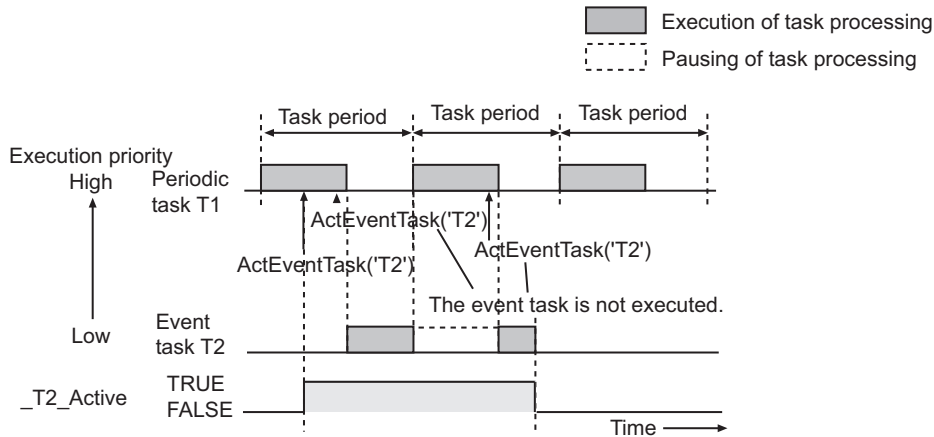 Execution of task processing
Pausing of task processing
Task period
Task period
Task period
Execution priority
High
Periodic
task T1
ActEventTask('T2')
ActEventTask('T2')
ActEventTask('T2')
The event task is not executed.
Low
Event
task T2
_T2_Active
TRUE
FALSE
Time